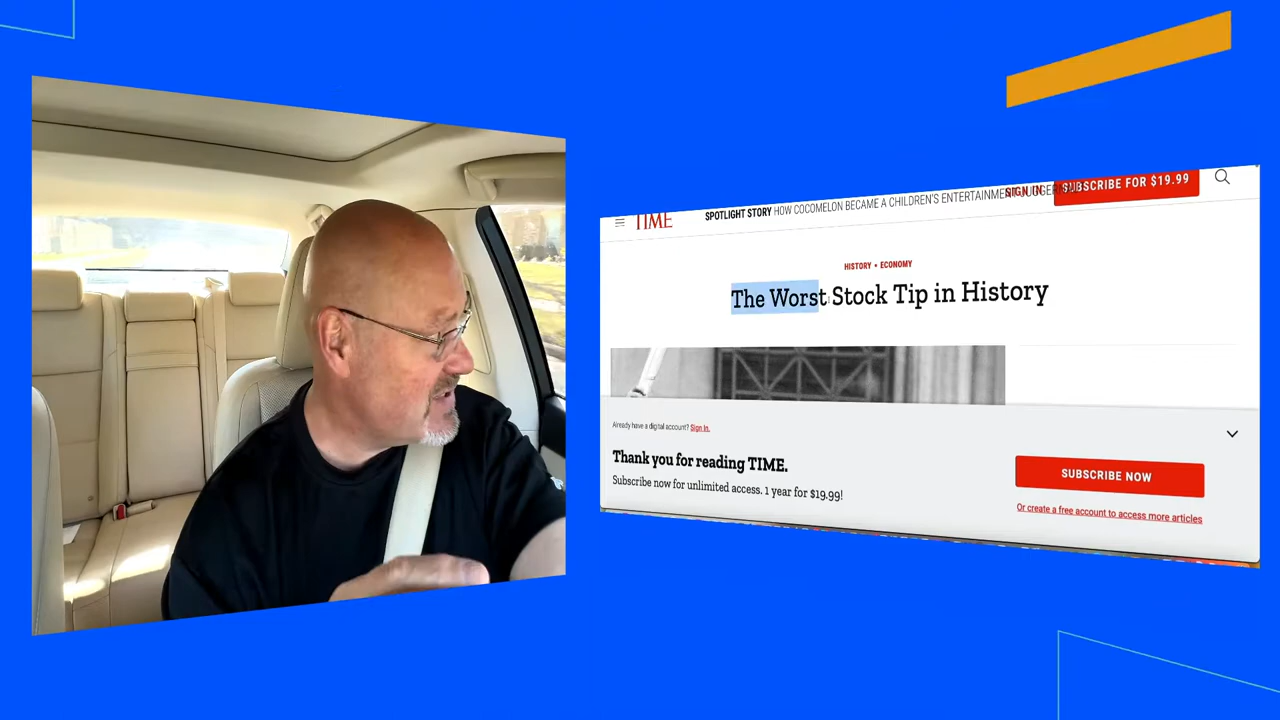 TIME
SPOTLIGHT STORY HOW COCOMELON BECAME A CHILDREN'S ENTERTAINMENT
SIGN IN
SUBSCRIBE FOR $19.99
HISTORY • ECONOMY
The Worst Stock Tip in History
Already have a digital account? Sign In.
Thank you for reading TIME.
Subscribe now for unlimited access. 1 year for $19.99!
SUBSCRIBE NOW
Or create a free account to access more articles